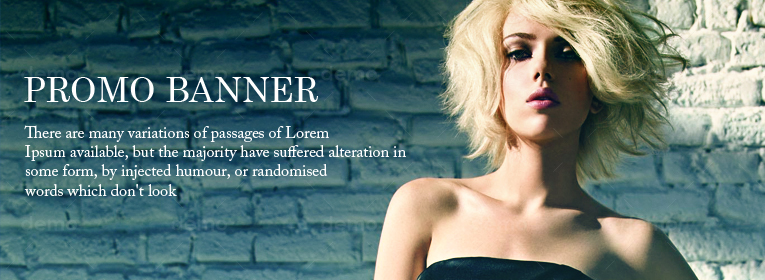 PROMO BANNER
There are many variations of passages of Lorem
Ipsum available, but the majority have suffered alteration in
some form, by injected humour, or randomised
words which don't look